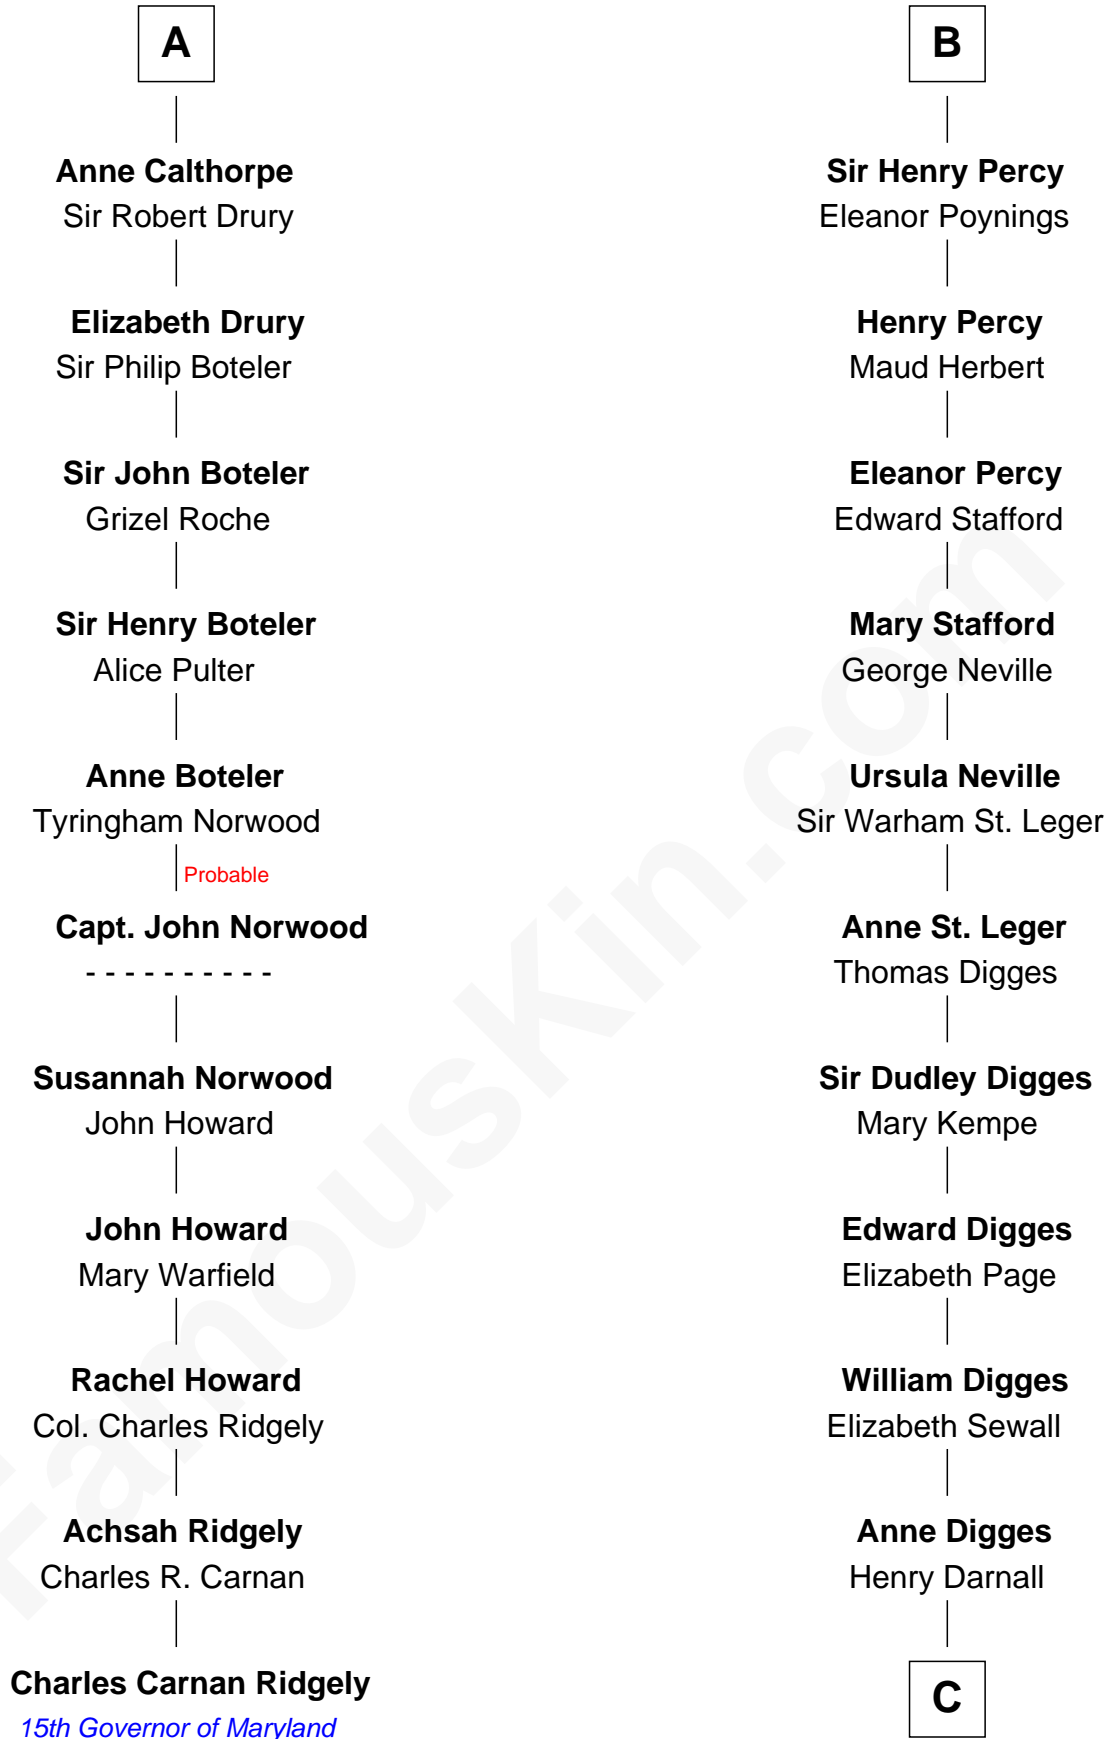 A
Anne Calthorpe
Sir Robert Drury
Elizabeth Drury
Sir Philip Boteler
Sir John Boteler
Grizel Roche
Sir Henry Boteler
Alice Pulter
Anne Boteler
Tyringham Norwood
Probable
Capt. John Norwood
- - - - - - - - - -
Susannah Norwood
John Howard
John Howard
Mary Warfield
Rachel Howard
Col. Charles Ridgely
Achsah Ridgely
Charles R. Carnan
Charles Carnan Ridgely
15th Governor of Maryland
B
Sir Henry Percy
Eleanor Poynings
Henry Percy
Maud Herbert
Eleanor Percy
Edward Stafford
Mary Stafford
George Neville
Ursula Neville
Sir Warham St. Leger
Anne St. Leger
Thomas Digges
Sir Dudley Digges
Mary Kempe
Edward Digges
Elizabeth Page
William Digges
Elizabeth Sewall
Anne Digges
Henry Darnall
C
FamousKin.com